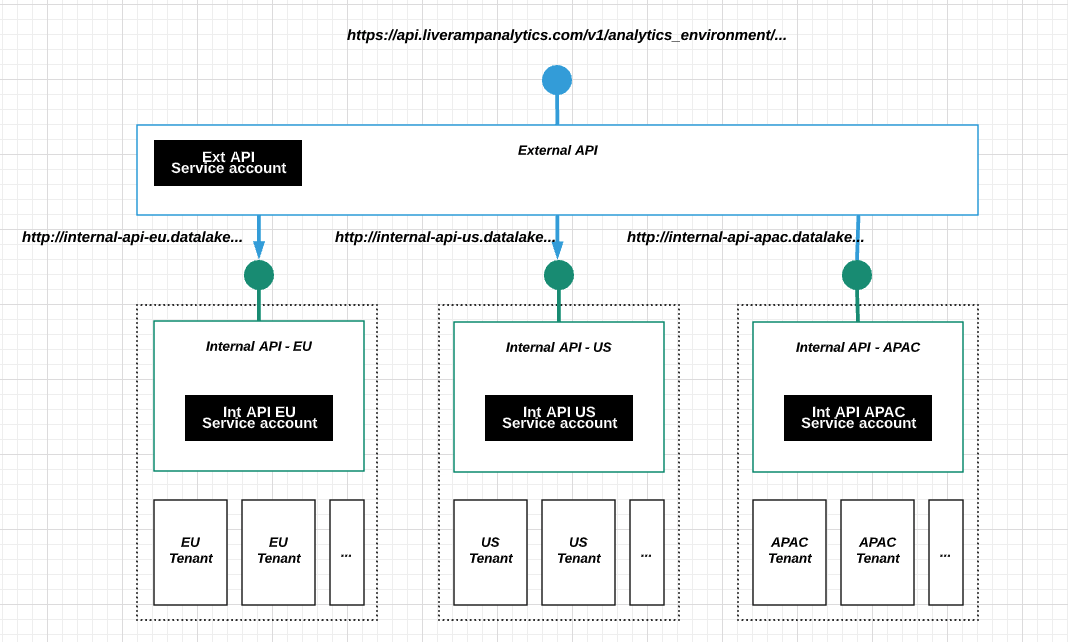 https://api.liverampanalytics.com/v1/analytics_environment/...
Ext API
Service account
External API
http://internal-api-eu.datalake...
http://internal-api-us.datalake...
http://internal-api-apac.datalake...
Internal API - EU
Internal API - US
Internal API - APAC
Int API EU
Service account
Int API US
Service account
Int API APAC
Service account
EU
Tenant
EU
Tenant
...
US
Tenant
US
Tenant
...
APAC
Tenant
APAC
Tenant
...